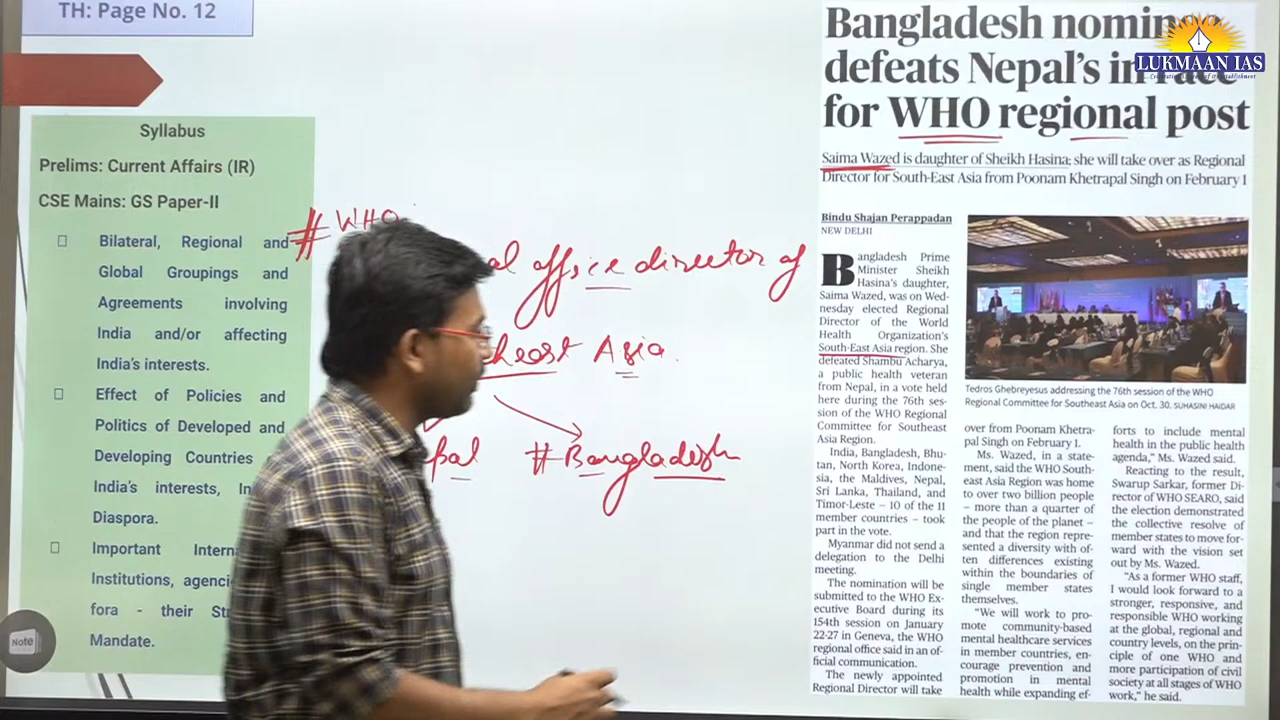 TH: Page No. 12
Syllabus
Prelims: Current Affairs (IR)
CSE Mains: GS Paper-II
Bilateral, Regional and
Global Groupings and
Agreements involving
India and/or affecting
India's interests.
Effect of Policies and
Politics of Developed and
Developing Countries
India's interests,
Diaspora.
Important
Institutions,
fora - their
Mandate.
Note
# WHO
office director of
Asia.
# Bangladesh
LUKMAAN IAS
Bangladesh
defeats Nepal's in
for WHO regional post
Saima Wazed is daughter of Sheikh Hasina; she will take over as Regional
Director for South-East Asia from Poonam Khetrapal Singh on February 1
Bindu Shajan Perappadan
NEW DELHI
Bangladesh Prime
Minister Sheikh
Hasina's daughter,
Saima Wazed, was on Wed-
nesday elected Regional
Director of the World
Health Organization's
South-East Asia region. She
defeated Shambu Acharya,
a public health veteran
from Nepal, in a vote held
here during the 76th ses-
sion of the WHO Regional
Committee for Southeast
Asia Region.
India, Bangladesh, Bhu-
tan, North Korea, Indone-
sia, the Maldives, Nepal,
Sri Lanka, Thailand, and
Timor-Leste – 10 of the 11
member countries – took
part in the vote.
Myanmar did not send a
delegation to the Delhi
meeting.
The nomination will be
submitted to the WHO Ex-
ecutive Board during its
154th session on January
22-27 in Geneva, the WHO
regional office said in an of-
ficial communication.
The newly appointed
Regional Director will take
Tedros Ghebreyesus addressing the 76th session of the WHO
Regional Committee for Southeast Asia on Oct. 30. SUHASINI HAIDAR
over from Poonam Khetra-
pal Singh on February 1.
Ms. Wazed, in a state-
ment, said the WHO South-
east Asia Region was home
to over two billion people
– more than a quarter of
the people of the planet –
and that the region repre-
sented a diversity with of-
ten differences existing
within the boundaries of
single member states
themselves.
"We will work to pro-
mote community-based
mental healthcare services
in member countries, en-
courage prevention and
promotion in mental
health while expanding ef-
forts to include mental
health in the public health
agenda," Ms. Wazed said.
Reacting to the result,
Swarup Sarkar, former Di-
rector of WHO SEARO, said
the election demonstrated
the collective resolve of
member states to move for-
ward with the vision set
out by Ms. Wazed.
"As a former WHO staff,
I would look forward to a
stronger, responsive, and
responsible WHO working
at the global, regional and
country levels, on the prin-
ciple of one WHO and
more participation of civil
society at all stages of WHO
work," he said.